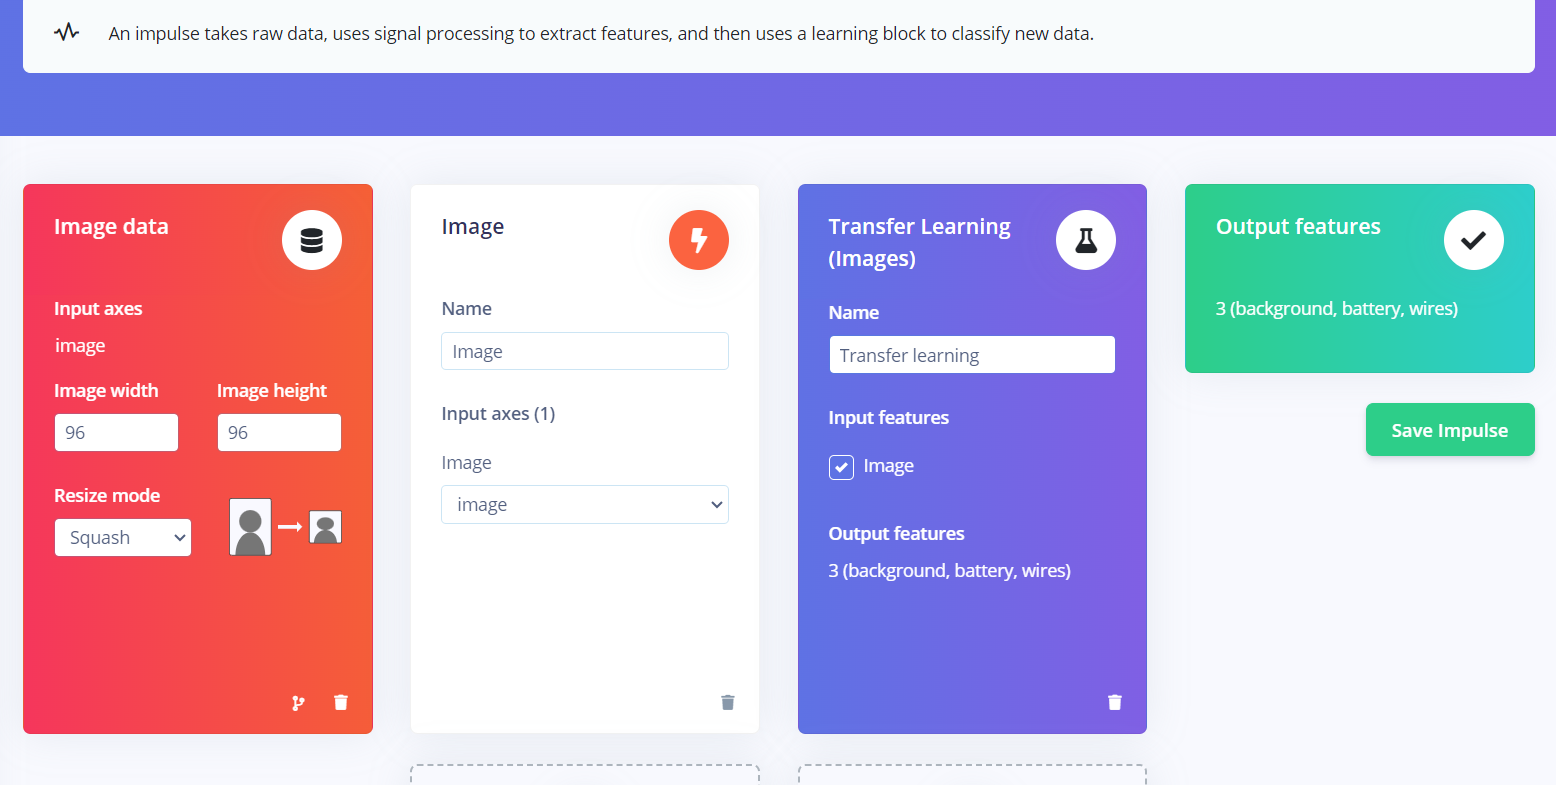 An impulse takes raw data, uses signal processing to extract features, and then uses a learning block to classify new data.
Image data
Input axes
image
Image width
Image height
96
96
Resize mode
Squash
Image
Name
Image
Input axes (1)
Image
image
Transfer Learning
(Images)
Name
Transfer learning
Input features
Image
Output features
3 (background, battery, wires)
Output features
3 (background, battery, wires)
Save Impulse